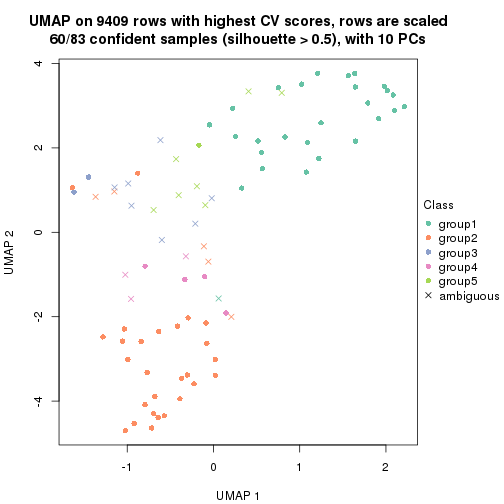 UMAP on 9409 rows with highest CV scores, rows are scaled
60/83 confident samples (silhouette > 0.5), with 10 PCs
4
2
0
-2
-4
UMAP 2
-1
0
1
2
UMAP 1
Class
group1
group2
group3
group4
group5
ambiguous